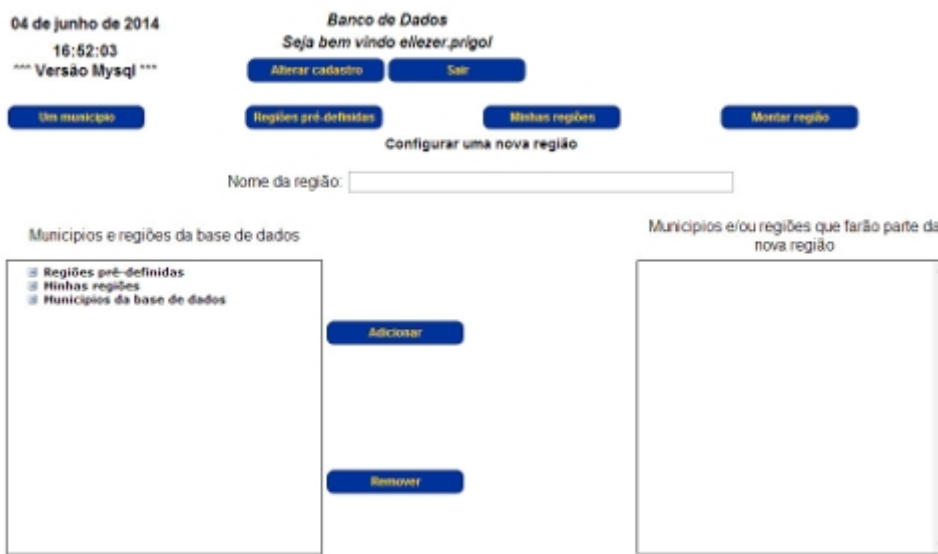 04 de junho de 2014
16:52:03
*** Versão Mysql ***
Banco de Dados
Seja bem vindo eliezer.prigol
Alterar cadastro
Sair
Um município
Regiões pré-definidas
Minhas regiões
Montar região
Configurar uma nova região
Nome da região:
Municipios e regiões da base de dados
Municipios e/ou regiões que farão parte da
nova região
Regiões pré-definidas
Minhas regiões
Municipios da base de dados
Adicionar
Remover